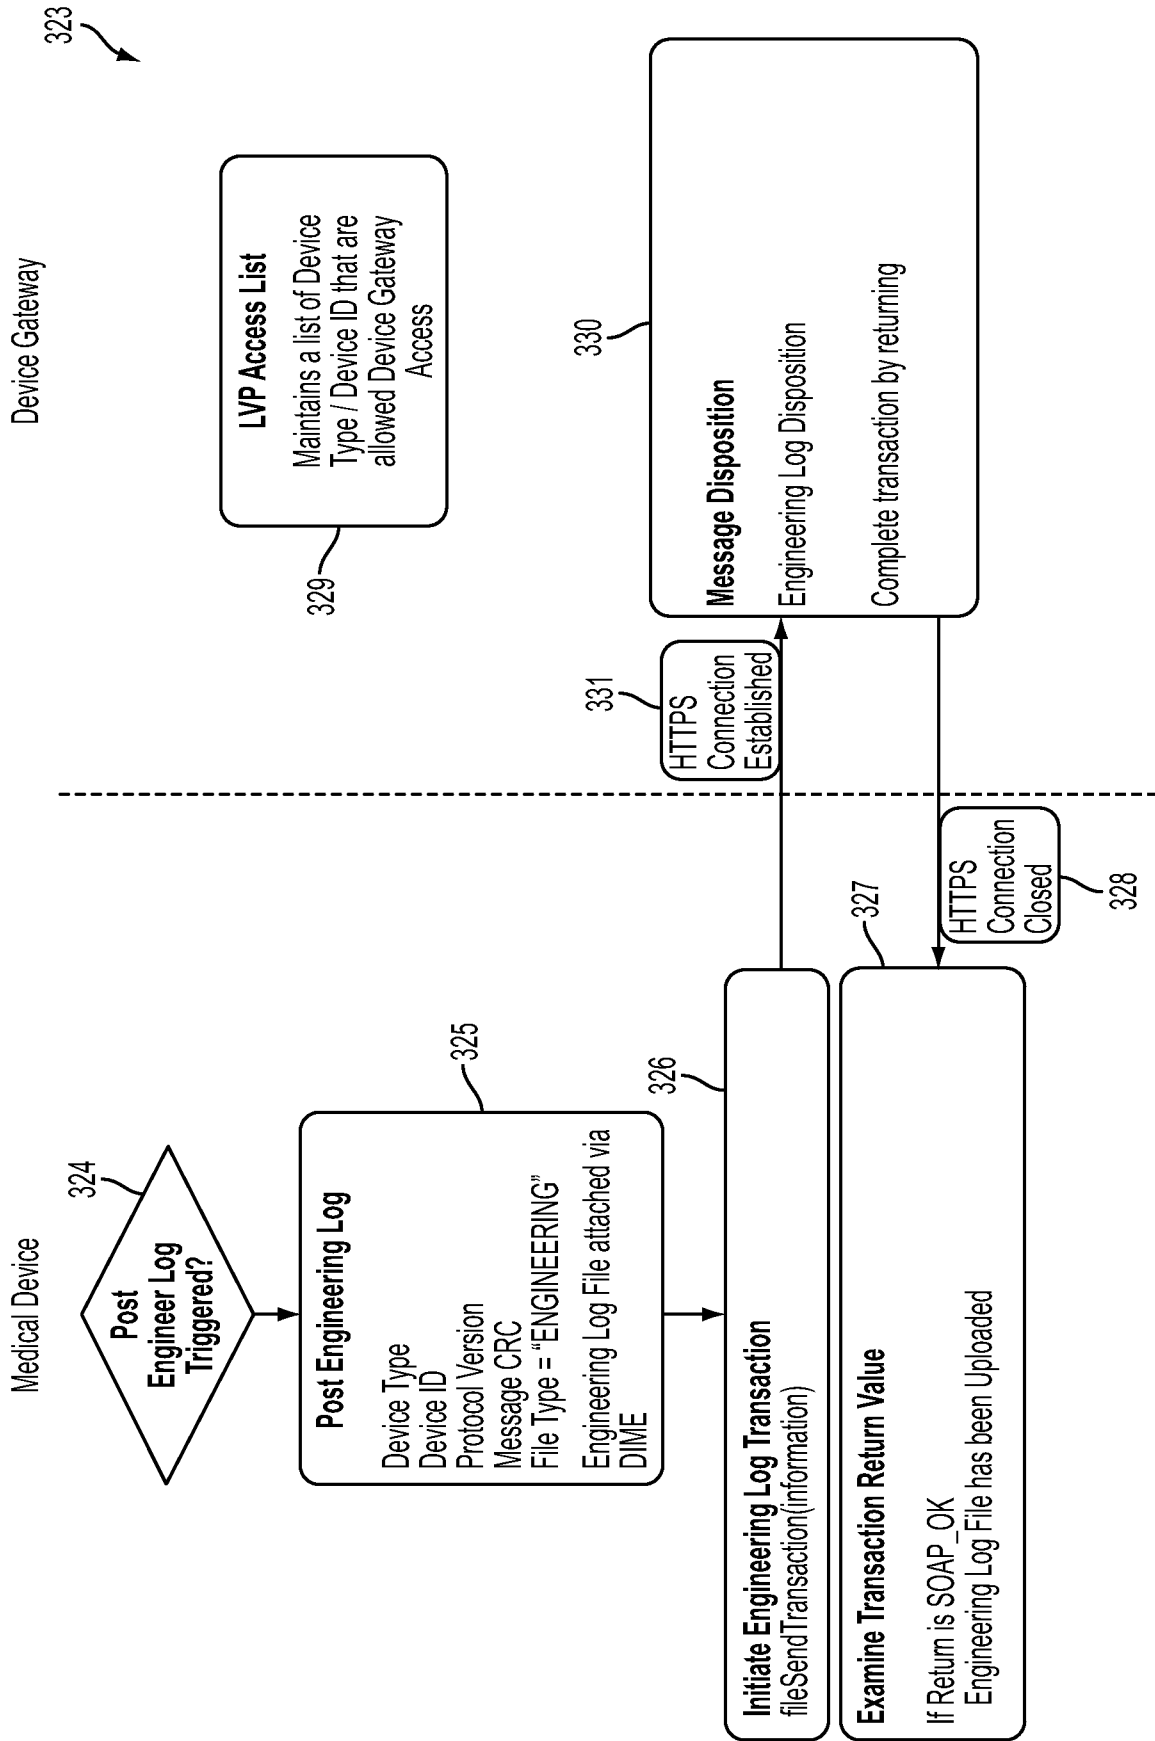 Medical Device
Device Gateway
323
324
Post
Engineer Log
Triggered?
325
Post Engineering Log
Device Type
Device ID
Protocol Version
Message CRC
File Type = “ENGINEERING”
Engineering Log File attached via
DIME
326
Initiate Engineering Log Transaction
fileSendTransaction(information)
327
Examine Transaction Return Value
If Return is SOAP_OK
Engineering Log File has been Uploaded
HTTPS
Connection
Closed
328
331
HTTPS
Connection
Established
329
LVP Access List
Maintains a list of Device
Type / Device ID that are
allowed Device Gateway
Access
330
Message Disposition
Engineering Log Disposition
Complete transaction by returning